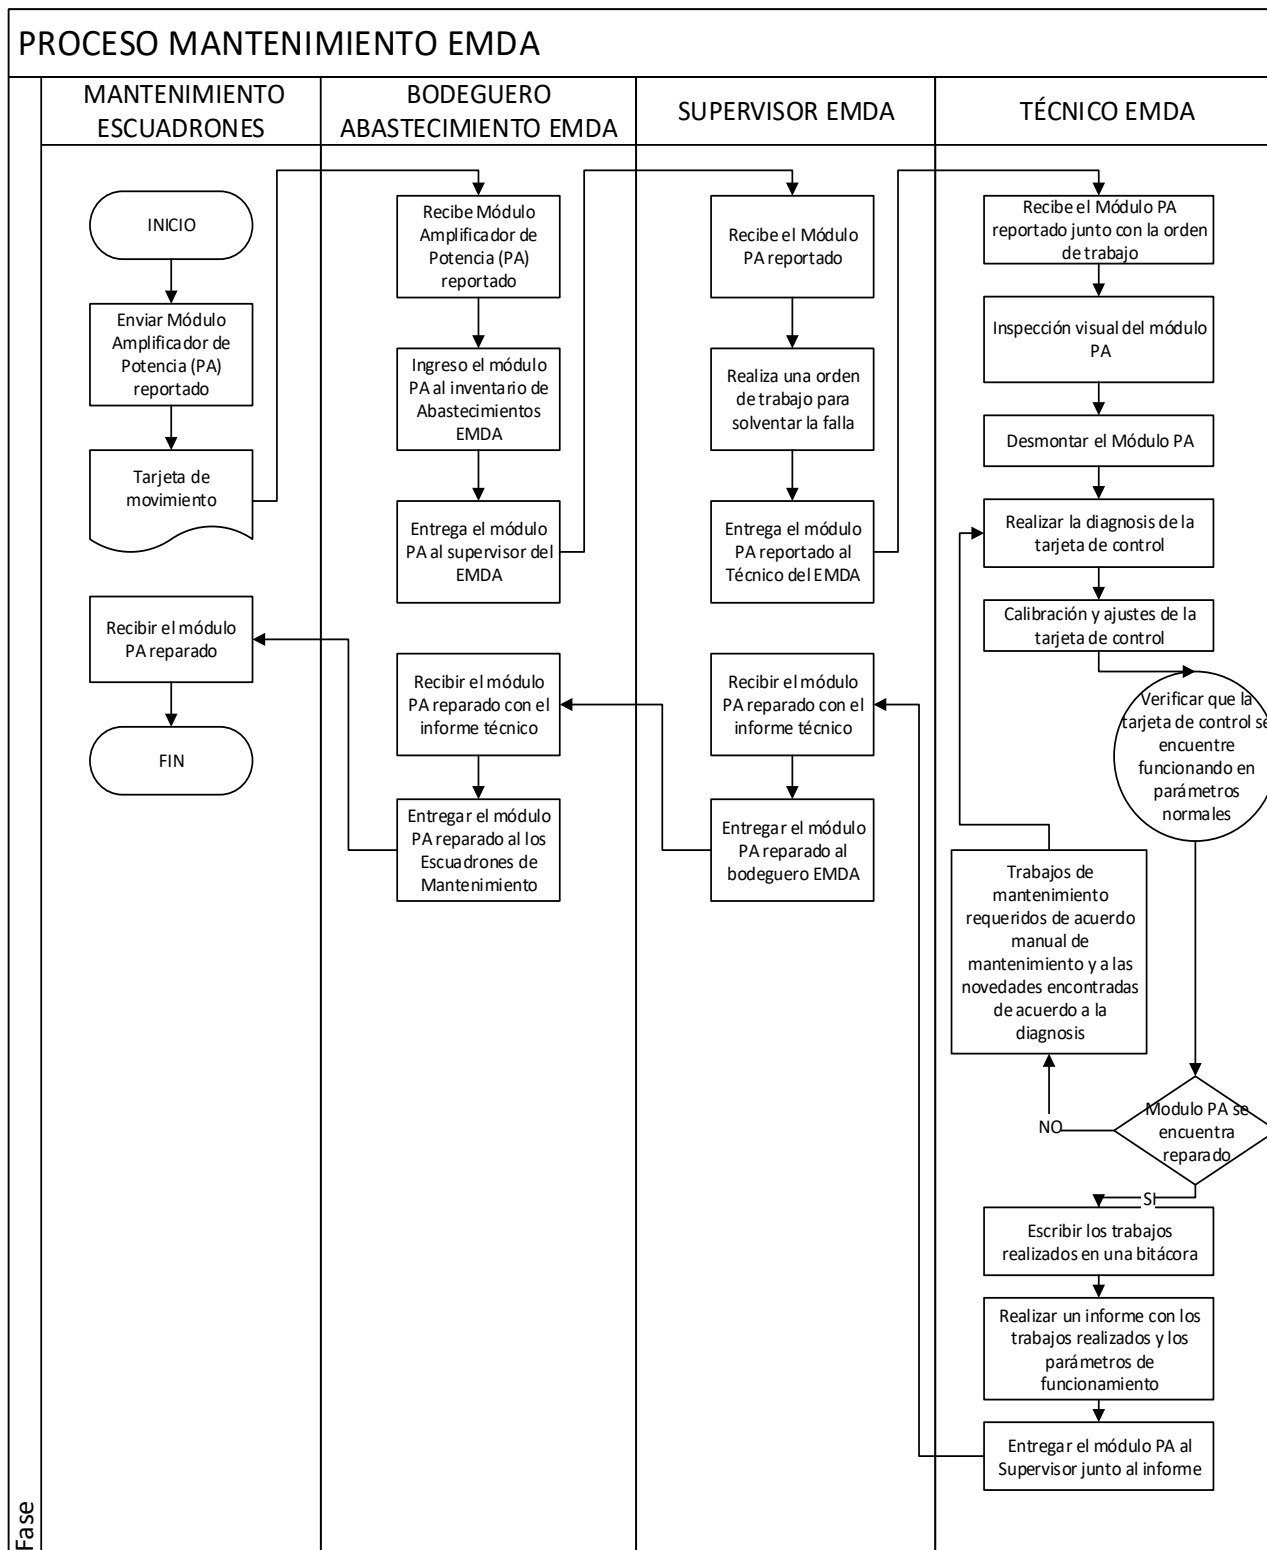 PROCESO MANTENIMIENTO EMDA
MANTENIMIENTO
ESCUADRONES
BODEGUERO
ABASTECIMIENTO EMDA
SUPERVISOR EMDA
TÉCNICO EMDA
INICIO
Enviar Módulo
Amplificador de
Potencia (PA)
reportado
Tarjeta de
movimiento
Recibir el módulo
PA reparado
FIN
Recibe Módulo
Amplificador de
Potencia (PA)
reportado
Ingreso el módulo
PA al inventario de
Abastecimientos
EMDA
Entrega el módulo
PA al supervisor del
EMDA
Recibir el módulo
PA reparado con el
informe técnico
Entregar el módulo
PA reparado al los
Escuadrones de
Mantenimiento
Recibe el Módulo
PA reportado
Realiza una orden
de trabajo para
solventar la falla
Entrega el módulo
PA reportado al
Técnico del EMDA
Recibir el módulo
PA reparado con el
informe técnico
Entregar el módulo
PA reparado al
bodeguero EMDA
Recibe el Módulo PA
reportado junto con la orden
de trabajo
Inspección visual del módulo
PA
Desmontar el Módulo PA
Realizar la diagnosis de la
tarjeta de control
Calibración y ajustes de la
tarjeta de control
Verificar que la
tarjeta de control se
encuentre
funcionando en
parámetros
normales
Trabajos de
mantenimiento
requeridos de acuerdo
manual de
mantenimiento y a las
novedades encontradas
de acuerdo a la
diagnosis
Modulo PA se
encuentra
reparado
NO
SI
Escribir los trabajos
realizados en una bitácora
Realizar un informe con los
trabajos realizados y los
parámetros de
funcionamiento
Entregar el módulo PA al
Supervisor junto al informe
Fase